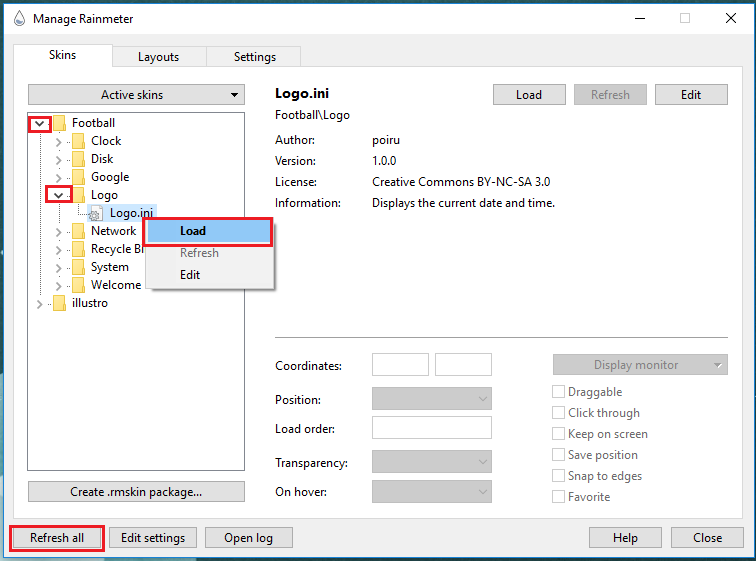 Manage Rainmeter
Skins Layouts Settings
Active skins
Football
Clock
Disk
Google
Logo
Logo.ini
Network
Recycle
System
Welcome
illustro
Load
Refresh
Edit
Create .rmskin package...
Logo.ini
Load Refresh Edit
Football\Logo
Author: poiru
Version: 1.0.0
License: Creative Commons BY-NC-SA 3.0
Information: Displays the current date and time.
Coordinates:
Position:
Load order:
Transparency:
On hover:
Display monitor
Draggable
Click through
Keep on screen
Save position
Snap to edges
Favorite
Refresh all Edit settings Open log Help Close